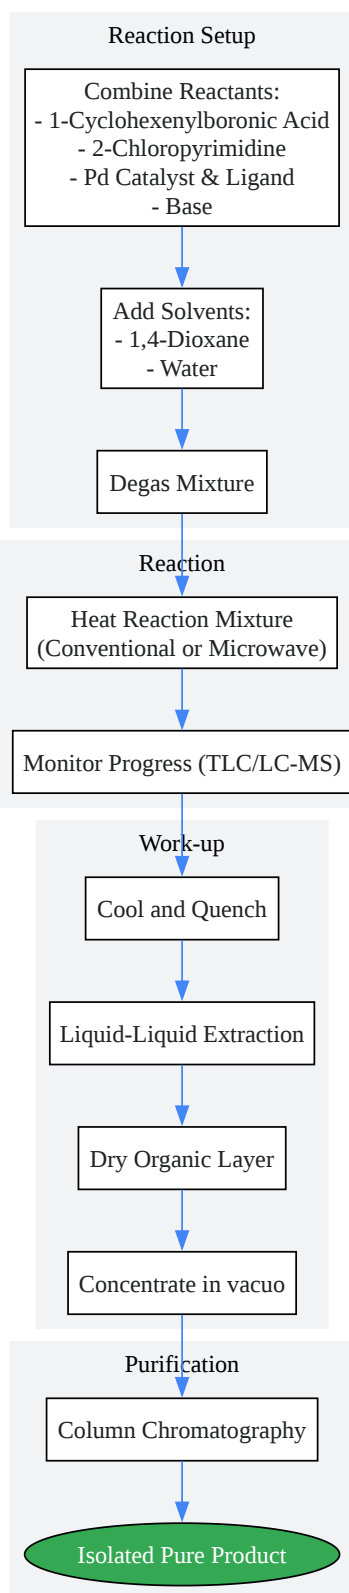 Reaction Setup
Combine Reactants:
- 1-Cyclohexenylboronic Acid
- 2-Chloropyrimidine
- Pd Catalyst & Ligand
- Base
Add Solvents:
- 1,4-Dioxane
- Water
Degas Mixture
Reaction
Heat Reaction Mixture
(Conventional or Microwave)
Monitor Progress (TLC/LC-MS)
Work-up
Cool and Quench
Liquid-Liquid Extraction
Dry Organic Layer
Concentrate in vacuo
Purification
Column Chromatography
Isolated Pure Product